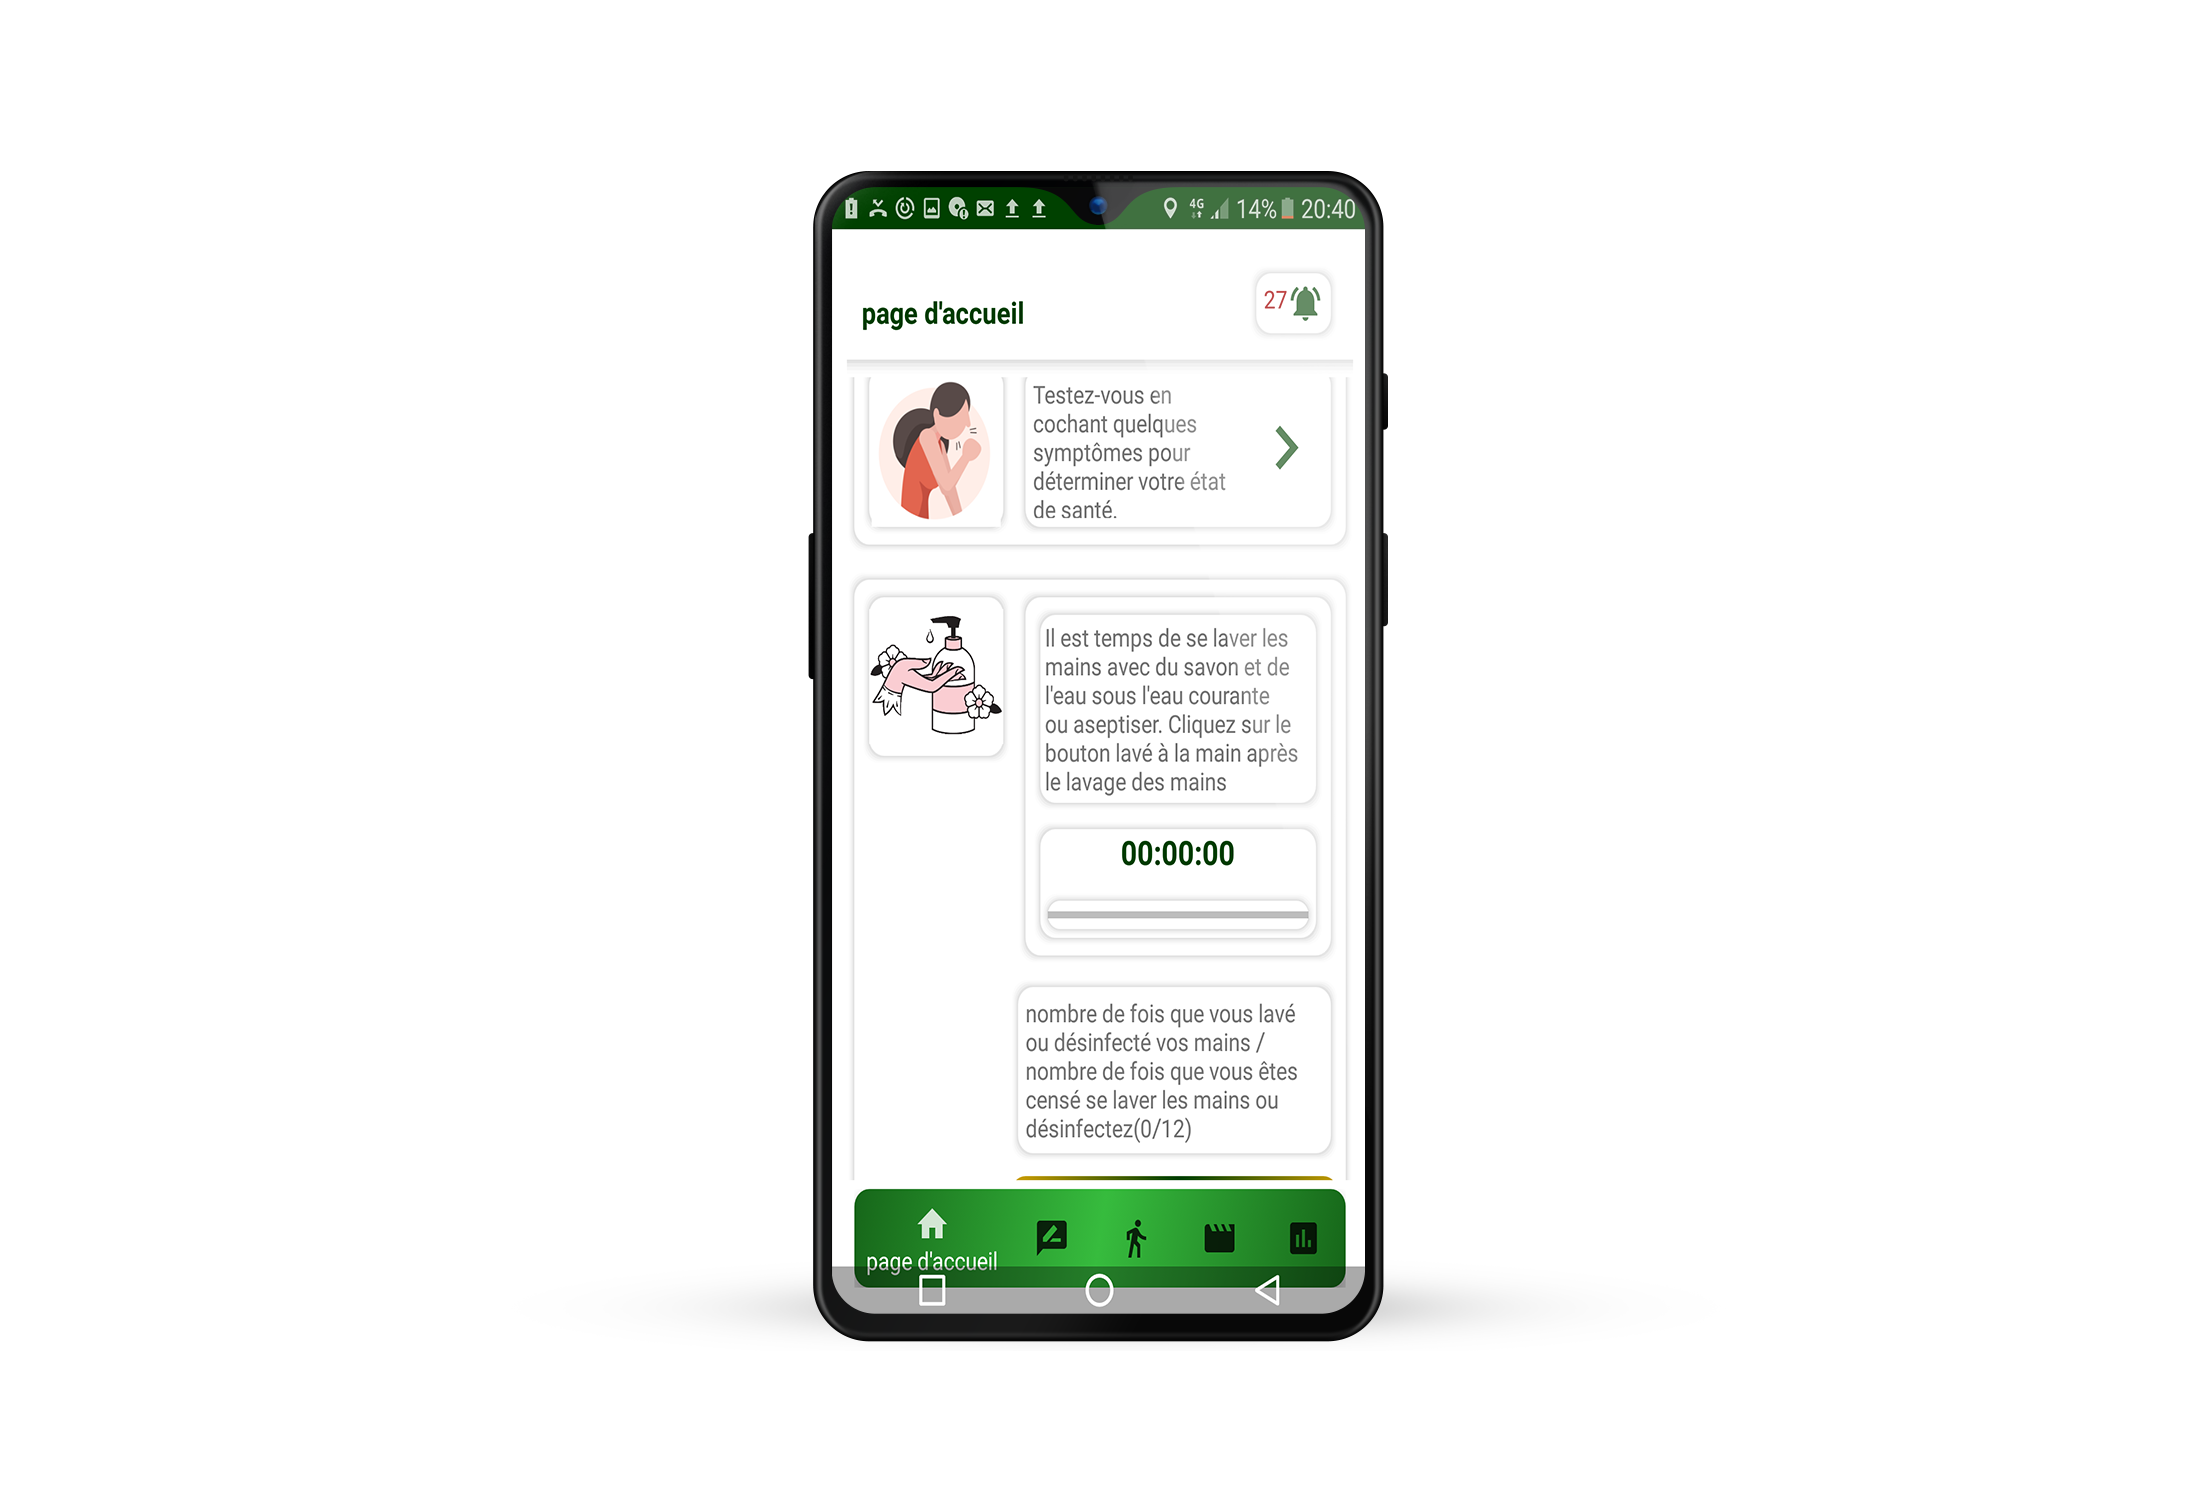 4G
14% 20:40
page d'accueil
27
Testez-vous en
cochant quelques
symptômes pour
déterminer votre état
de santé.
Il est temps de se laver les
mains avec du savon et de
l'eau sous l'eau courante
ou aseptiser. Cliquez sur le
bouton lavé à la main après
le lavage des mains
00:00:00
nombre de fois que vous lavé
ou désinfecté vos mains /
nombre de fois que vous êtes
censé se laver les mains ou
désinfectez(0/12)
page d'accueil